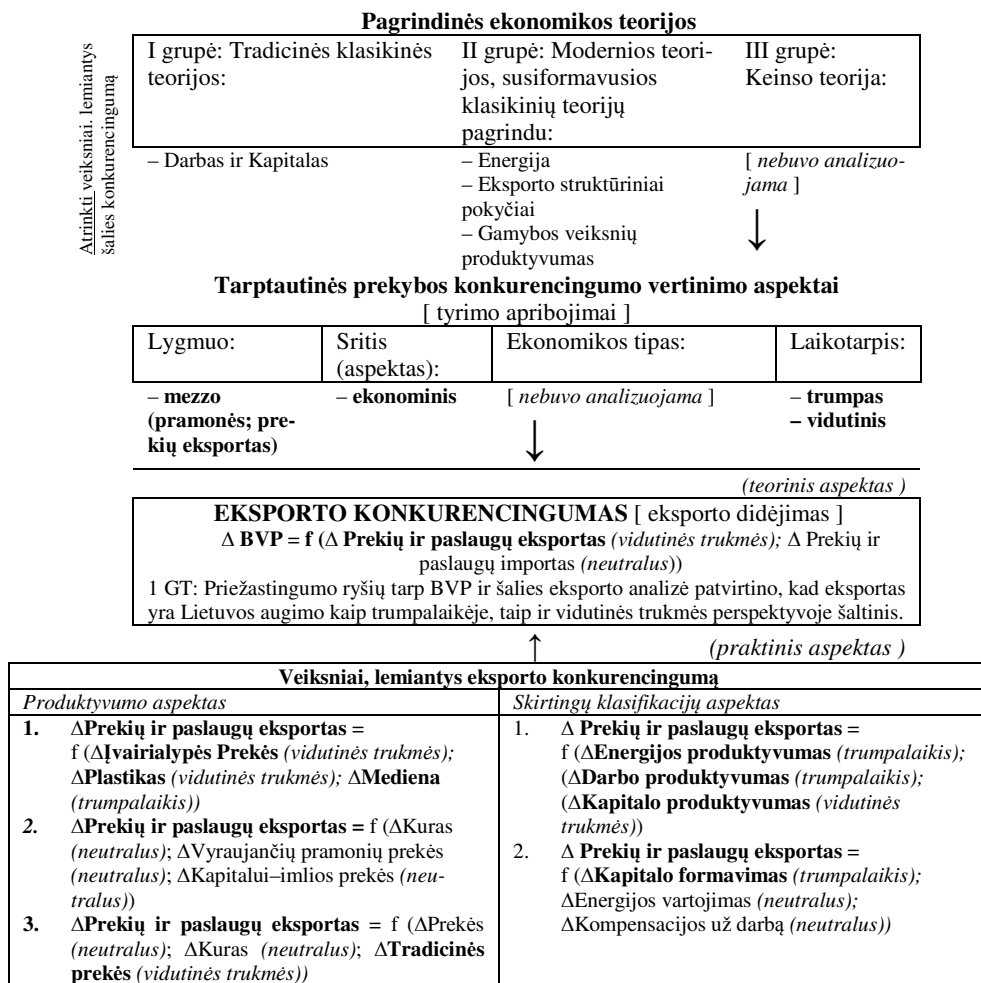 Pagrindinės ekonomikos teorijos
Atrinkti veiksniai. lemiantys
šalies konkurencingumą
I grupė: Tradicinės klasikinės
teorijos:
II grupė: Modernios teori-
jos, susiformavusios
klasikinių teorijų
pagrindu:
III grupė:
Keinso teorija:
– Darbas ir Kapitalas
– Energija
– Eksporto struktūriniai
pokyčiai
– Gamybos veiksnių
produktyvumas
[ nebuvo analizuo-
jama ]
↓
Tarptautinės prekybos konkurencingumo vertinimo aspektai
[ tyrimo apribojimai ]
Lygmuo:
Sritis
(aspektas):
Ekonomikos tipas:
Laikotarpis:
– mezzo
(pramonės; pre-
kių eksportas)
– ekonominis
[ nebuvo analizuojama ]
↓
– trumpas
– vidutinis
(teorinis aspektas )
EKSPORTO KONKURENCINGUMAS [ eksporto didėjimas ]
Δ BVP = f (Δ Prekių ir paslaugų eksportas (vidutinės trukmės); Δ Prekių ir
paslaugų importas (neutralus))
1 GT: Priežastingumo ryšių tarp BVP ir šalies eksporto analizė patvirtino, kad eksportas
yra Lietuvos augimo kaip trumpalaikėje, taip ir vidutinės trukmės perspektyvoje šaltinis.
↑
(praktinis aspektas )
Veiksniai, lemiantys eksporto konkurencingumą
Produktyvumo aspektas
1. ΔPrekių ir paslaugų eksportas =
f (ΔĮvairialypės Prekės (vidutinės trukmės);
ΔPlastikas (vidutinės trukmės); ΔMediena
(trumpalaikis))
2. ΔPrekių ir paslaugų eksportas = f (ΔKuras
(neutralus); ΔVyraujančių pramonių prekės
(neutralus); ΔKapitalui–imlios prekės (neu-
tralus))
3. ΔPrekių ir paslaugų eksportas = f (ΔPrekės
(neutralus); ΔKuras (neutralus); ΔTradicinės
prekės (vidutinės trukmės))
Skirtingų klasifikacijų aspektas
1. Δ Prekių ir paslaugų eksportas =
f (ΔEnergijos produktyvumas (trumpalaikis);
(ΔDarbo produktyvumas (trumpalaikis);
(ΔKapitalo produktyvumas (vidutinės
trukmės))
2. Δ Prekių ir paslaugų eksportas =
f (ΔKapitalo formavimas (trumpalaikis);
ΔEnergijos vartojimas (neutralus);
ΔKompensacijos už darbą (neutralus))